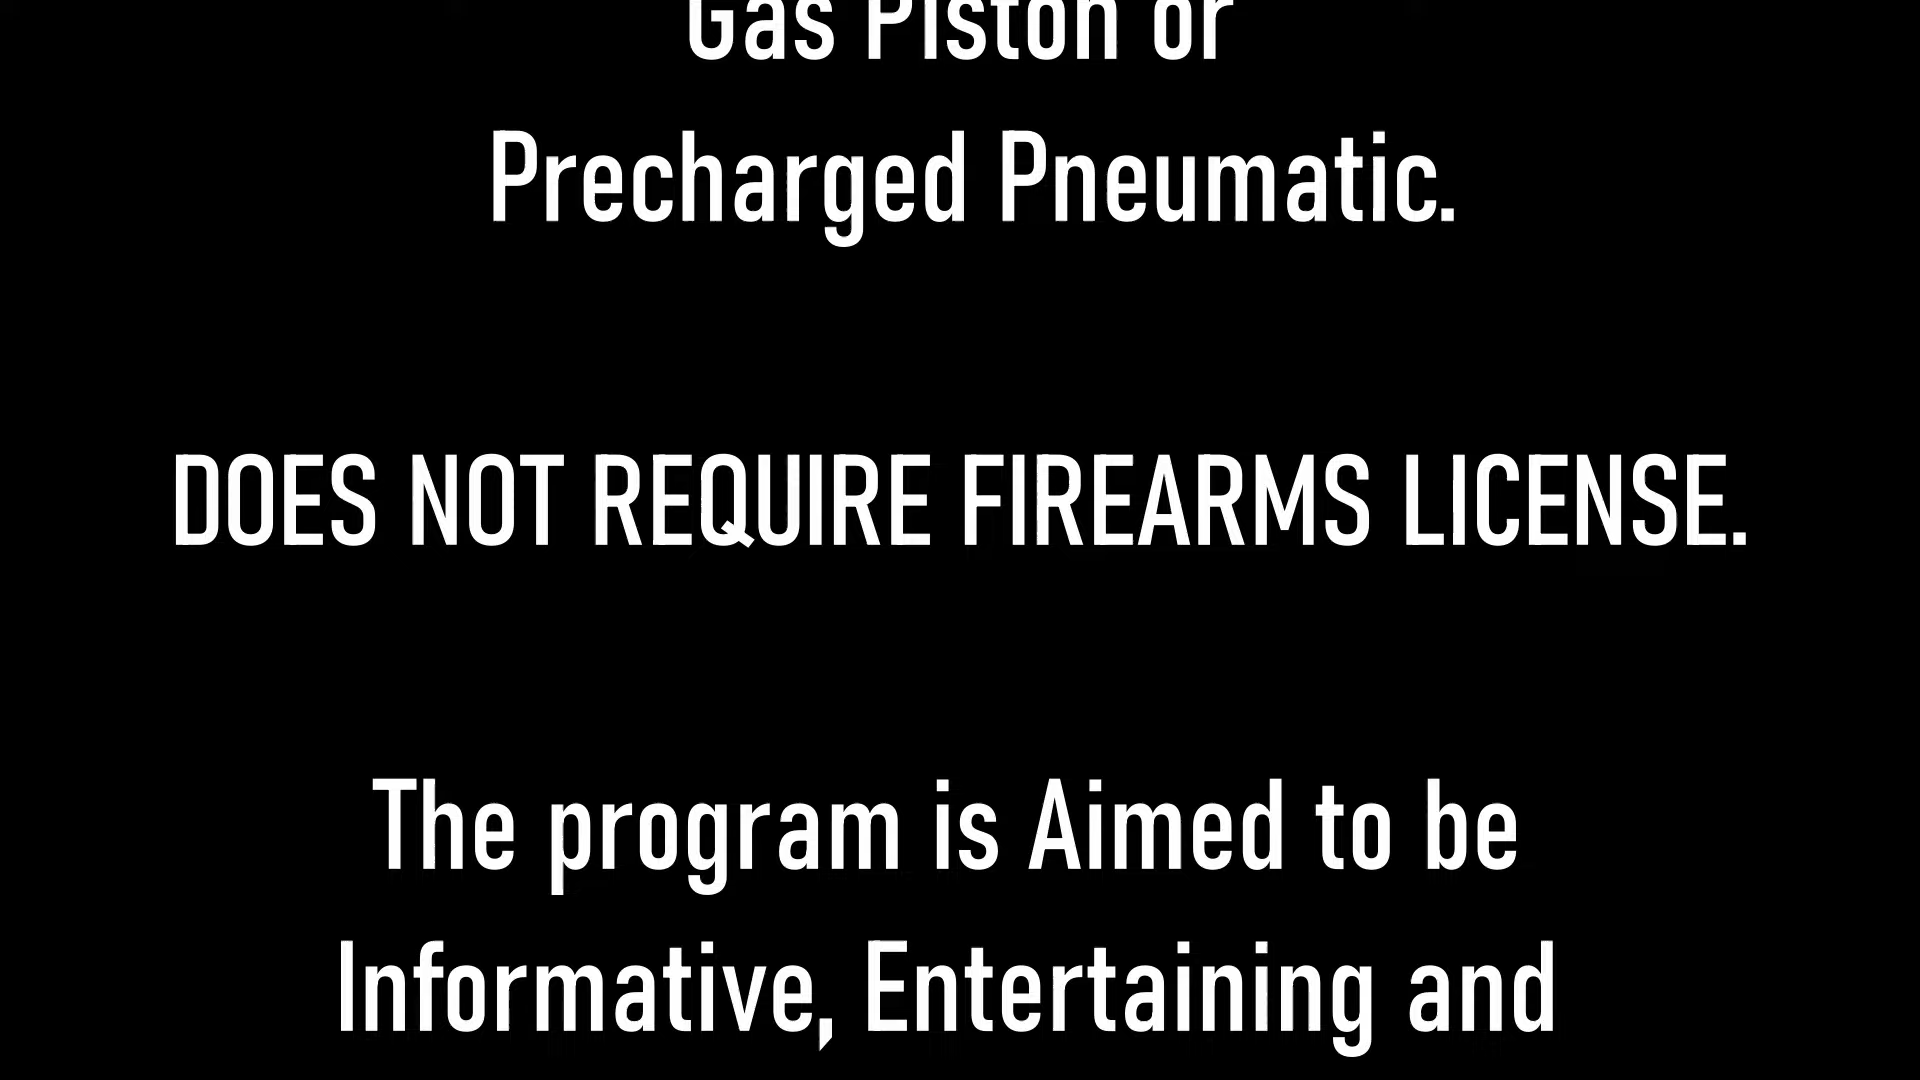 Gas Piston or
Precharged Pneumatic.
DOES NOT REQUIRE FIREARMS LICENSE.
The program is Aimed to be
Informative, Entertaining and